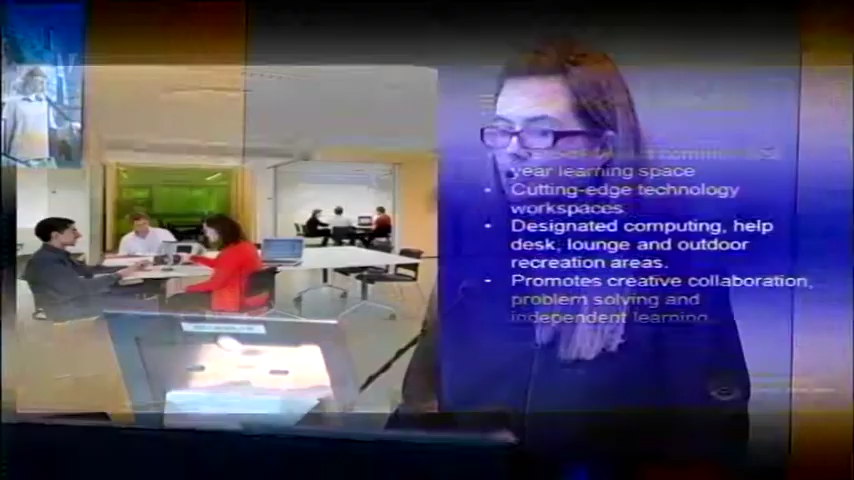 year learning space
• Cutting-edge technology
workspaces
• Designated computing, help
desk, lounge and outdoor
recreation areas.
• Promotes creative collaboration,
problem solving and
independent learning